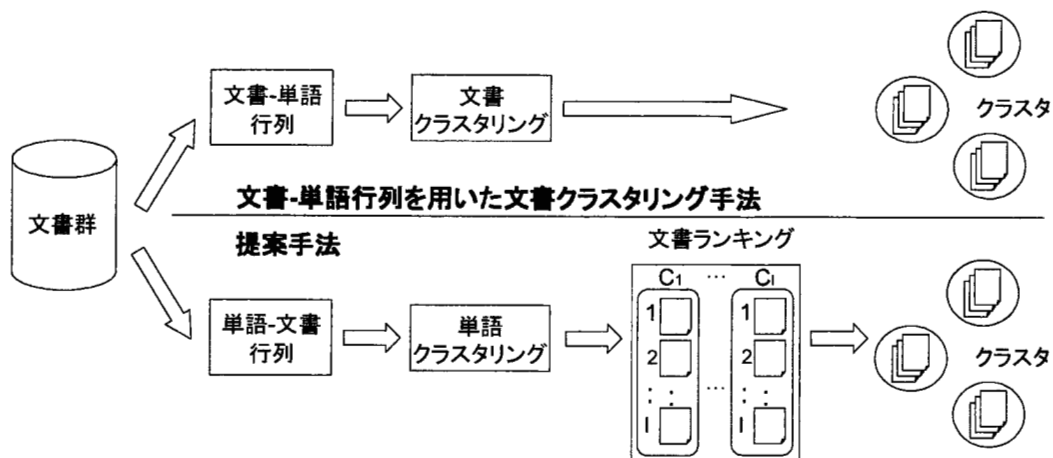 文書群
文書-単語
行列
文書
クラスタリング
クラスタ
文書-単語行列を用いた文書クラスタリング手法
提案手法
単語-文書
行列
単語
クラスタリング
文書ランキング
C1 … Cl
1 1
2 2
: : … : :
l l
クラスタ